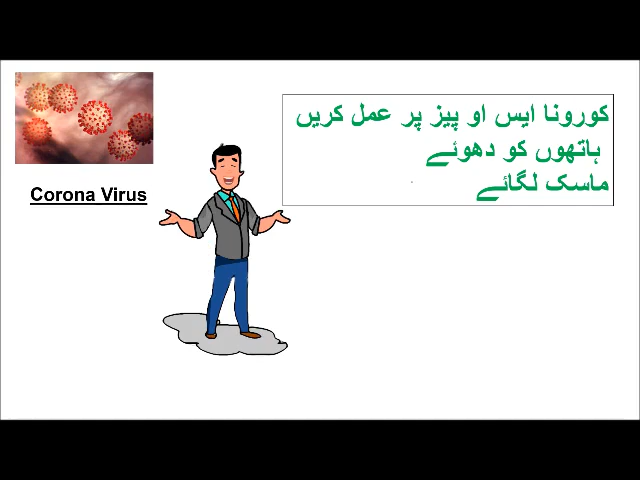 کورونا ایس او پیز پر عمل کریں
ہاتھوں کو دھوئے
ماسک لگائے
Corona Virus